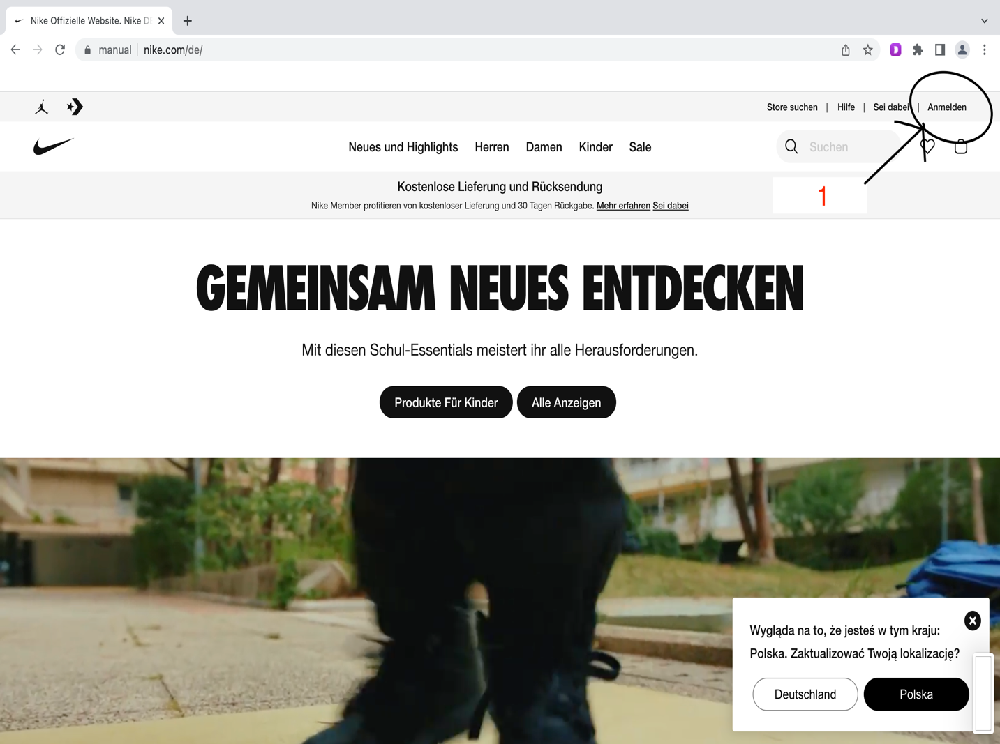 Nike Offizielle Website. Nike
manual | nike.com/de/
Store suchen | Hilfe | Sei dabei | Anmelden
Neues und Highlights Herren Damen Kinder Sale
Suchen
Kostenlose Lieferung und Rücksendung
Nike Member profitieren von kostenloser Lieferung und 30 Tagen Rückgabe. Mehr erfahren Sei dabei
1
GEMEINSAM NEUES ENTDECKEN
Mit diesen Schul-Essentials meistert ihr alle Herausforderungen.
Produkte Für Kinder Alle Anzeigen
Wygląda na to, że jesteś w tym kraju:
Polska. Zaktualizować Twoją lokalizację?
Deutschland Polska